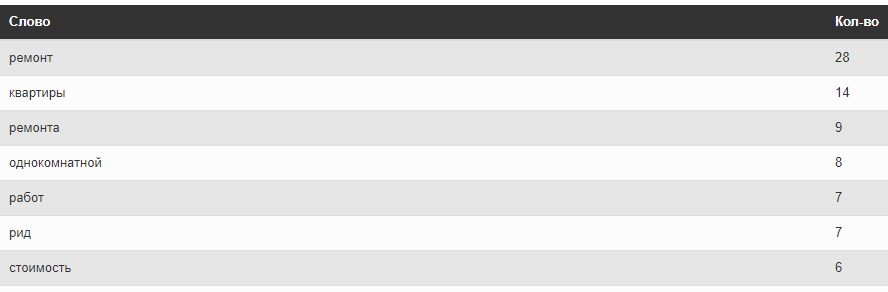 Слово Кол-во
ремонт 28
квартиры 14
ремонта 9
однокомнатной 8
работ 7
рид 7
стоимость 6